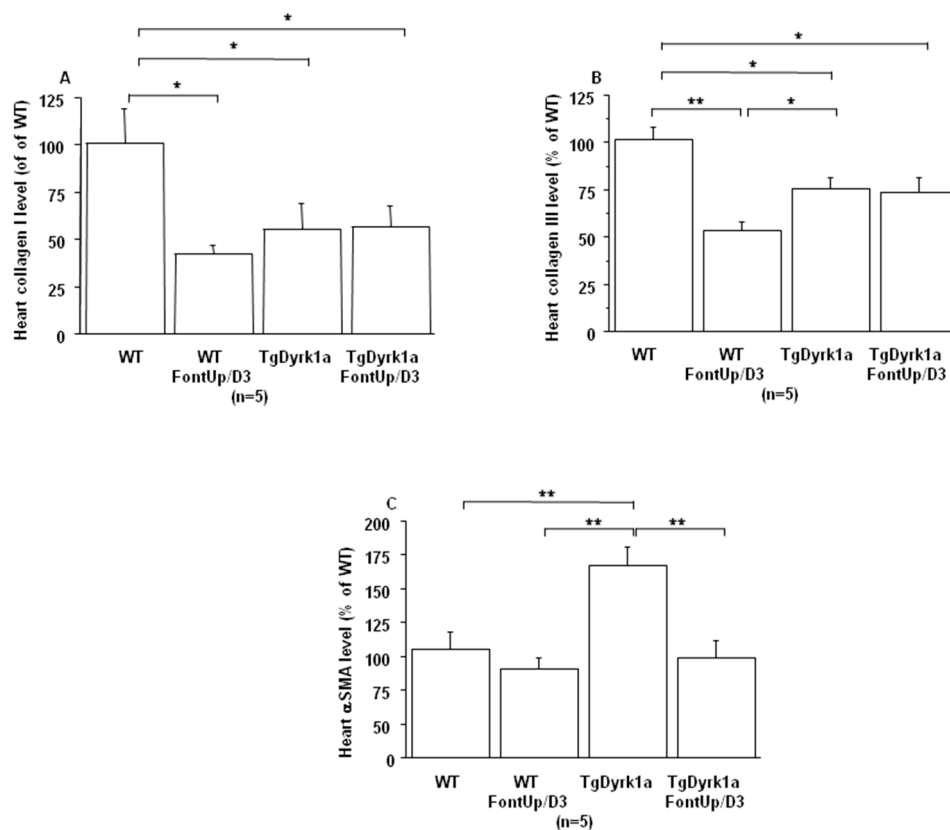 *
*
*
A
Heart collagen I level (of of WT)
125
100
75
50
25
0
WT
WT FontUp/D3
TgDyrk1a
TgDyrk1a FontUp/D3
(n=5)
*
*
**
*
B
Heart collagen III level (% of WT)
125
100
75
50
25
0
WT
WT FontUp/D3
TgDyrk1a
TgDyrk1a FontUp/D3
(n=5)
**
**
**
C
Heart αSMA level (% of WT)
200
175
150
125
100
75
50
25
0
WT
WT FontUp/D3
TgDyrk1a
TgDyrk1a FontUp/D3
(n=5)